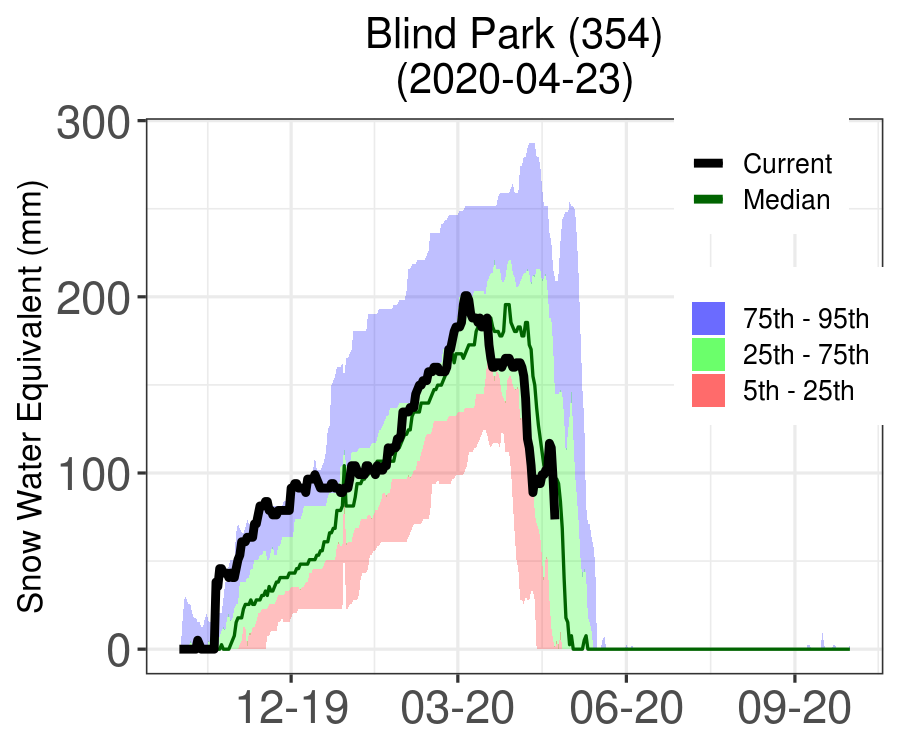 Blind Park (354)
(2020-04-23)
Snow Water Equivalent (mm)
300
200
100
0
12-19
03-20
06-20
09-20
Current
Median
75th - 95th
25th - 75th
5th - 25th